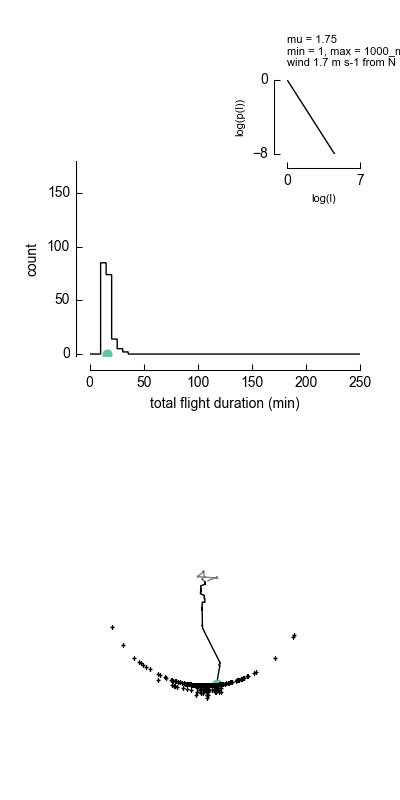 mu = 1.75
min = 1, max = 1000_m
wind 1.7 m s-1 from N
0
log(p(l))
−8
0
7
log(l)
150
100
count
50
0
0
50
100
150
200
250
total flight duration (min)